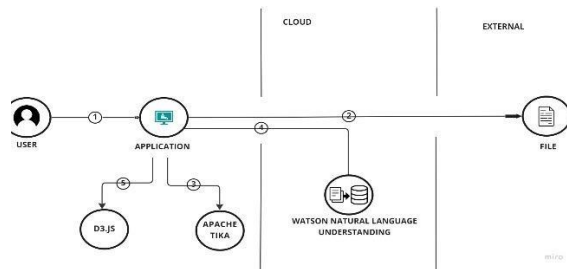 CLOUD
EXTERNAL
1
2
4
USER
APPLICATION
FILE
5
3
D3.JS
APACHE
TIKA
WATSON NATURAL LANGUAGE
UNDERSTANDING
miro